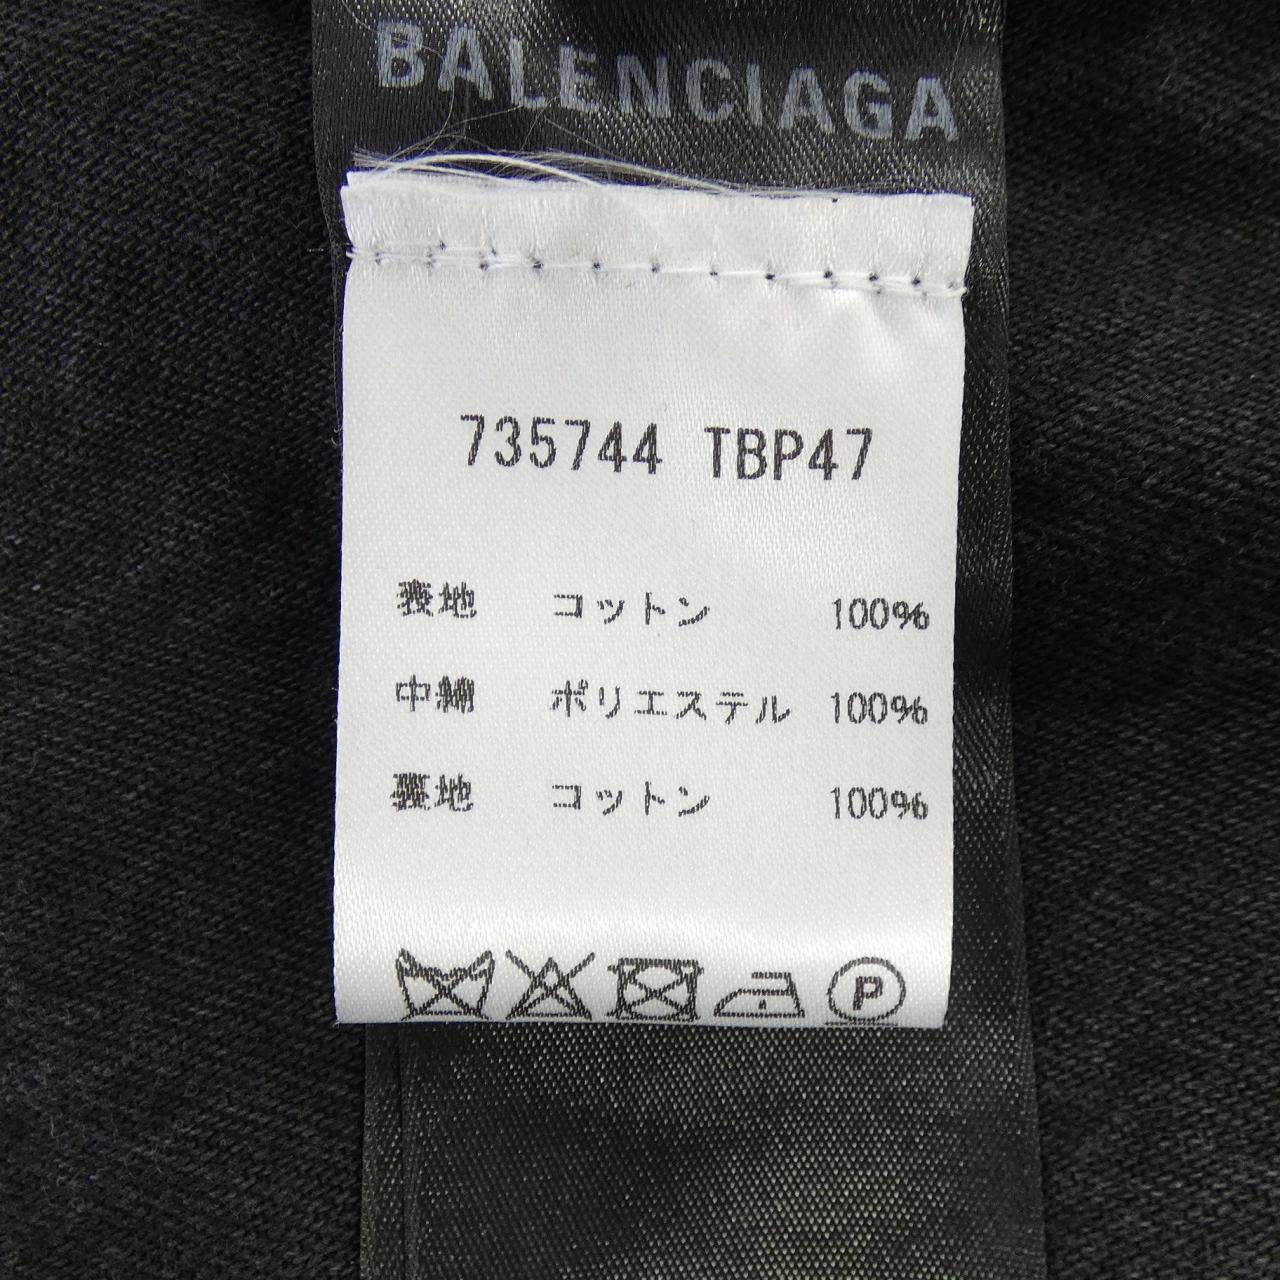 BALENCIAGA
735744 TBP47
表地 コットン 100%
中綿 ポリエステル 100%
裏地 コットン 100%
P